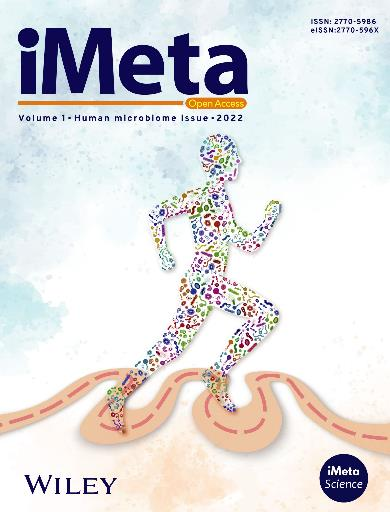 ISSN: 2770-5986
eISSN:2770-596X
iMeta
Open Access
Volume 1•Human microbiome Issue•2022
WILEY
iMeta
Science